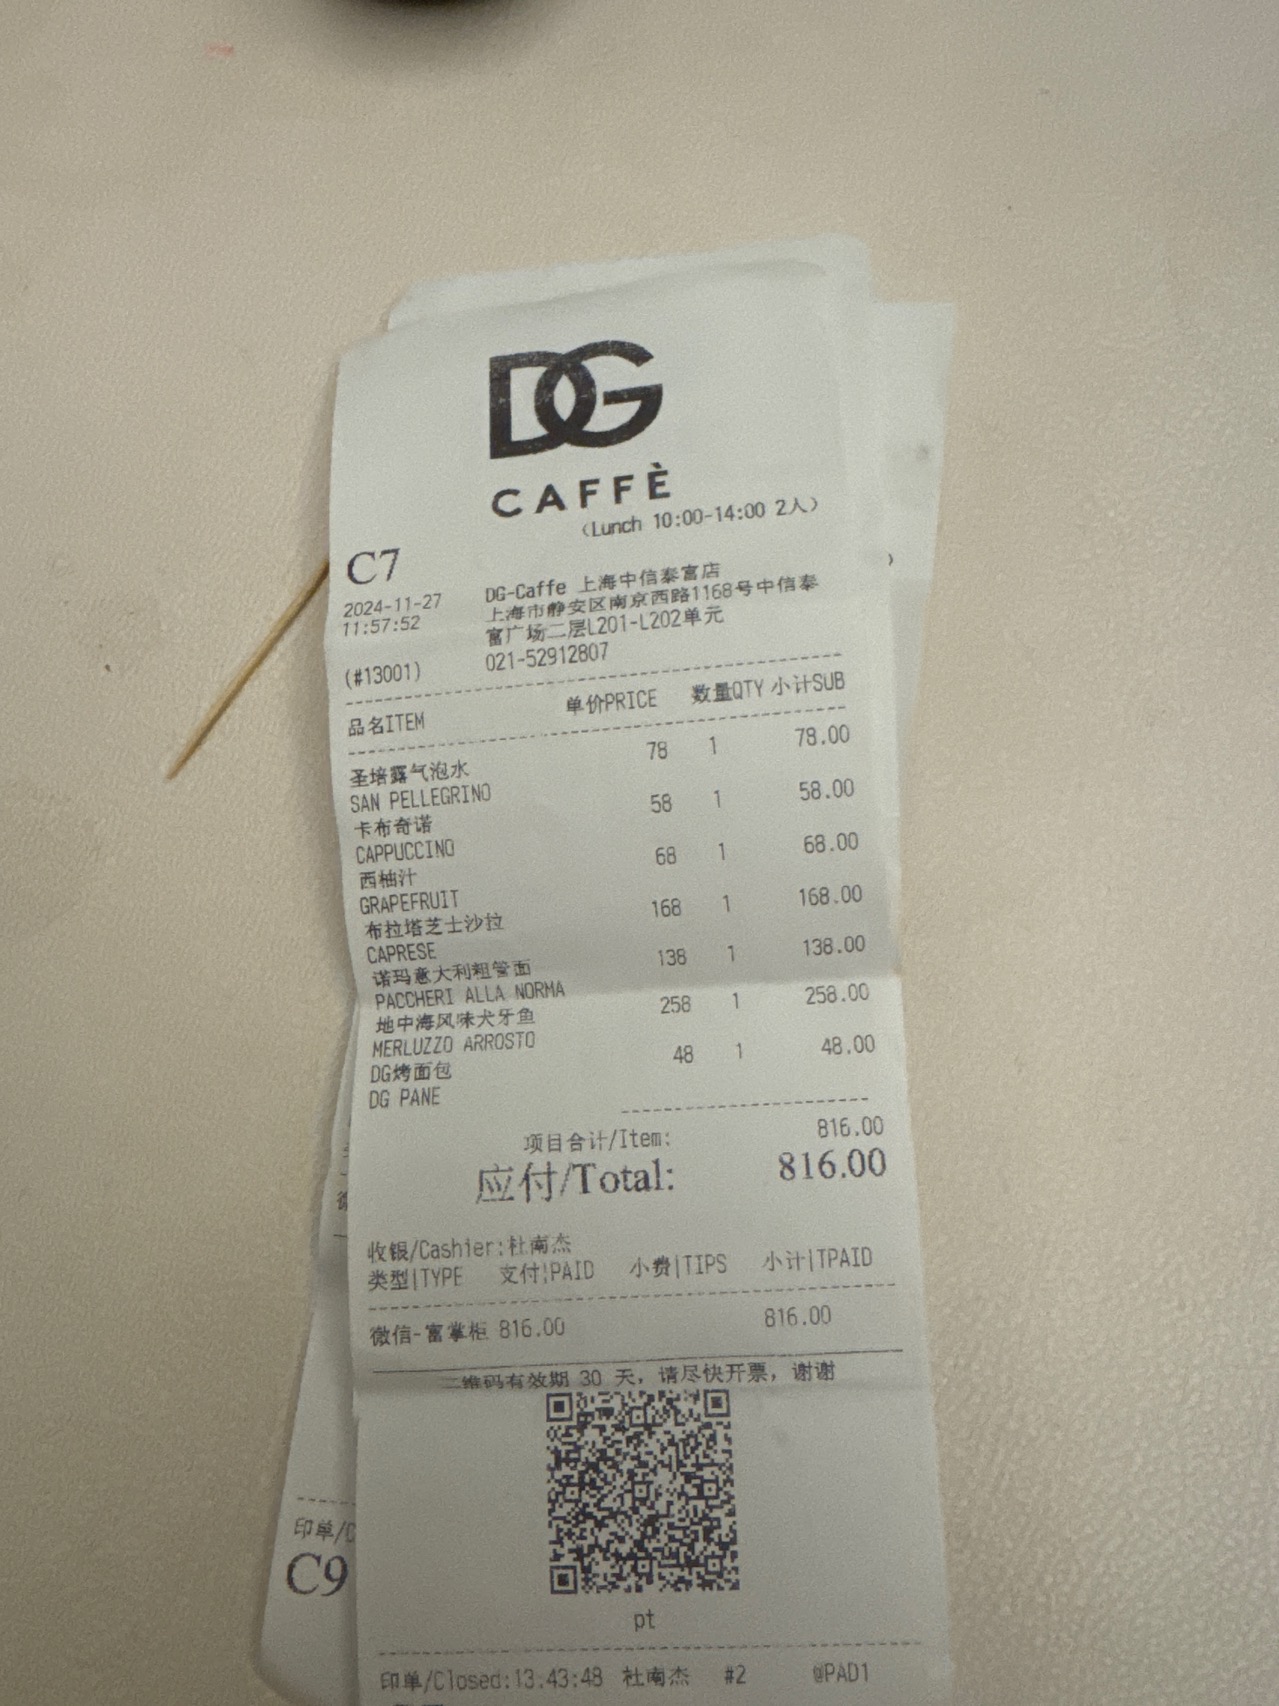 DG
CAFFÈ
（Lunch 10:00-14:00 2人）
C7
2024-11-27
11:57:52
(#13001)
DG-Caffe 上海中信泰富店
上海市静安区南京西路1168号中信泰
富广场二层L201-L202单元
021-52912807
品名ITEM 单价PRICE 数量QTY 小计SUB
圣培露气泡水 78 1 78.00
SAN PELLEGRINO
卡布奇诺 58 1 58.00
CAPPUCCINO
西柚汁 68 1 68.00
GRAPEFRUIT
布拉塔芝士沙拉 168 1 168.00
CAPRESE
诺玛意大利粗管面 138 1 138.00
PACCHERI ALLA NORMA
地中海风味犬牙鱼 258 1 258.00
MERLUZZO ARROSTO
DG烤面包 48 1 48.00
DG PANE
项目合计/Item: 816.00
应付/Total: 816.00
收银/Cashier:杜南杰
类型|TYPE 支付|PAID 小费|TIPS 小计|TPAID
微信-富掌柜 816.00 816.00
二维码有效期 30 天，请尽快开票，谢谢
pt
印单/Closed:13:43:48 杜南杰 #2 @PAD1
印单/C
C9